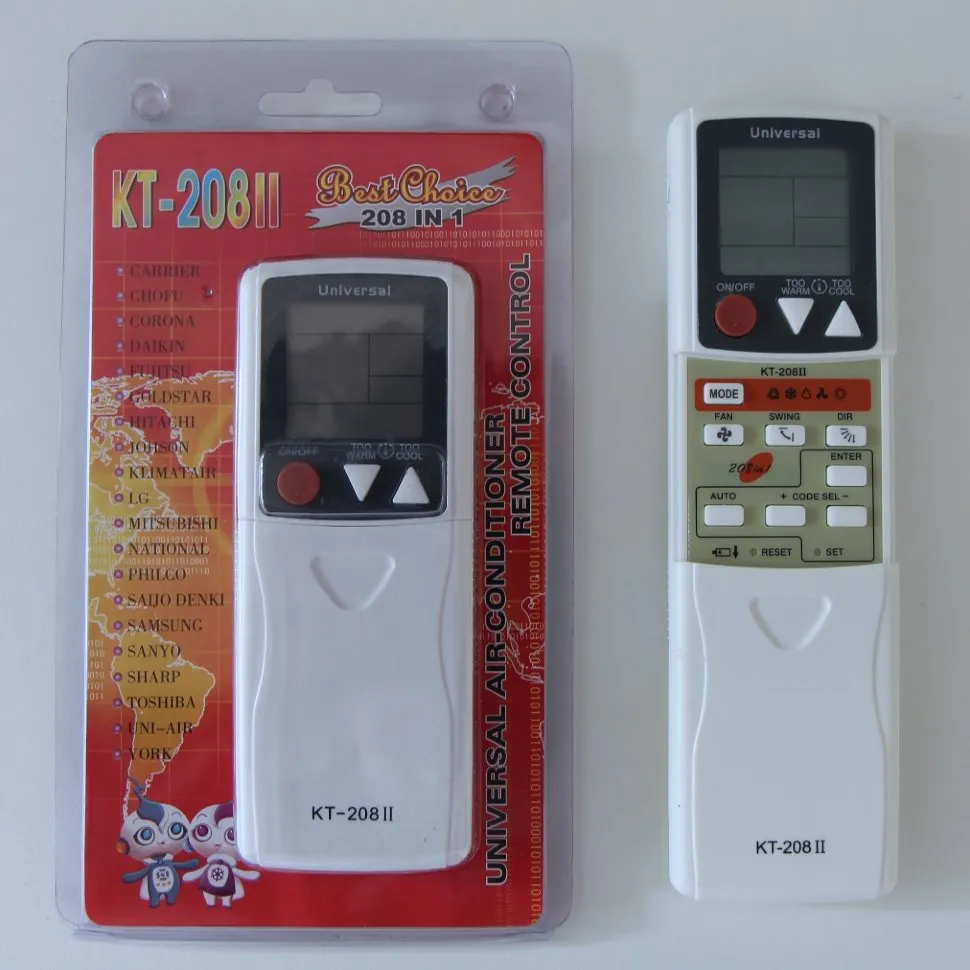 KT-208II
Best Choice
208 IN 1
CARRIER
CHOFU
CORONA
DAIKIN
FUJITSU
GOLDSTAR
HITACHI
JOHSON
KLIMATAIR
LG
MITSUBISHI
NATIONAL
PHILCO
SAIJO DENKI
SAMSUNG
SANYO
SHARP
TOSHIBA
UNI-AIR
YORK
UNIVERSAL AIR-CONDITIONER
REMOTE CONTROL
Universal
ON/OFF TOO WARM TOO COOL
KT-208II
Universal
ON/OFF TOO WARM TOO COOL
KT-208II
MODE
FAN SWING DIR
208in1
ENTER
AUTO + CODE SEL -
RESET SET
KT-208II